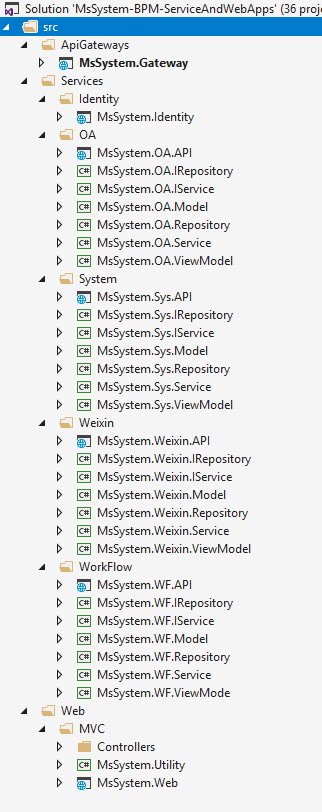 Solution 'MsSystem-BPM-ServiceAndWebApps' (36 proje
src
ApiGateways
MsSystem.Gateway
Services
Identity
MsSystem.Identity
OA
MsSystem.OA.API
MsSystem.OA.IRepository
MsSystem.OA.IService
MsSystem.OA.Model
MsSystem.OA.Repository
MsSystem.OA.Service
MsSystem.OA.ViewModel
System
MsSystem.Sys.API
MsSystem.Sys.IRepository
MsSystem.Sys.IService
MsSystem.Sys.Model
MsSystem.Sys.Repository
MsSystem.Sys.Service
MsSystem.Sys.ViewModel
Weixin
MsSystem.Weixin.API
MsSystem.Weixin.IRepository
MsSystem.Weixin.IService
MsSystem.Weixin.Model
MsSystem.Weixin.Repository
MsSystem.Weixin.Service
MsSystem.Weixin.ViewModel
WorkFlow
MsSystem.WF.API
MsSystem.WF.IRepository
MsSystem.WF.IService
MsSystem.WF.Model
MsSystem.WF.Repository
MsSystem.WF.Service
MsSystem.WF.ViewMode
Web
MVC
Controllers
MsSystem.Utility
MsSystem.Web